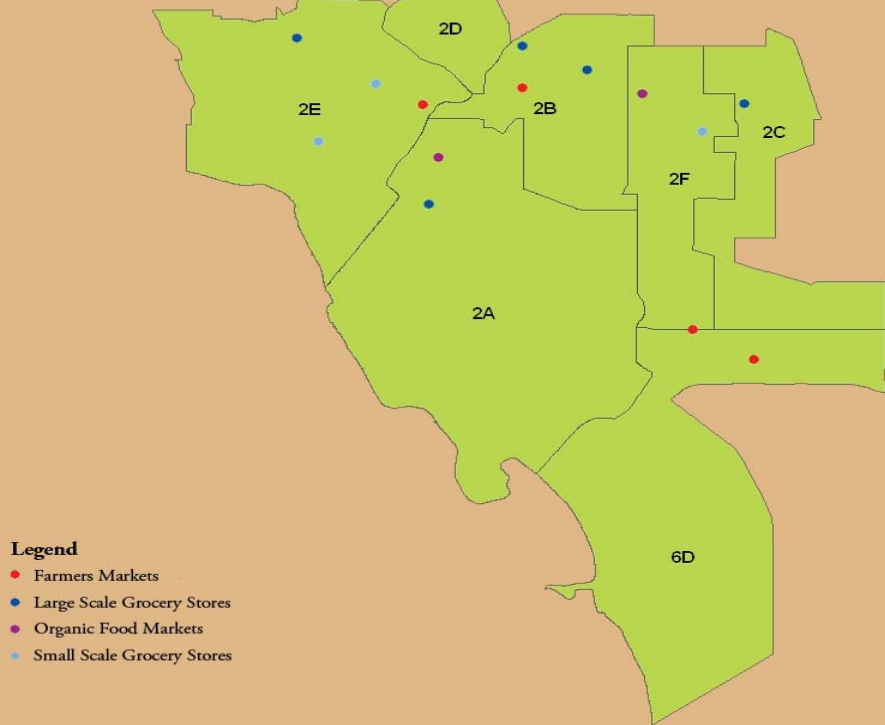 2D
2E
2B
2C
2F
2A
6D
Legend
Farmers Markets
Large Scale Grocery Stores
Organic Food Markets
Small Scale Grocery Stores